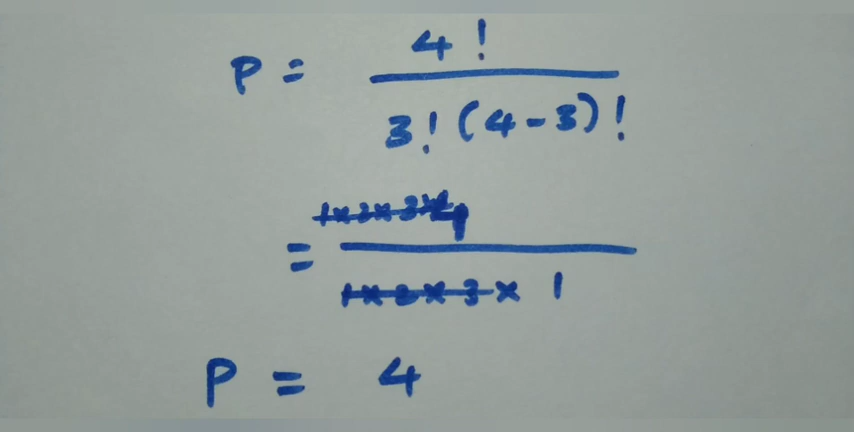 P = 4!
3! (4-3)!
= 1×2×3×4
1×2×3× 1
P = 4